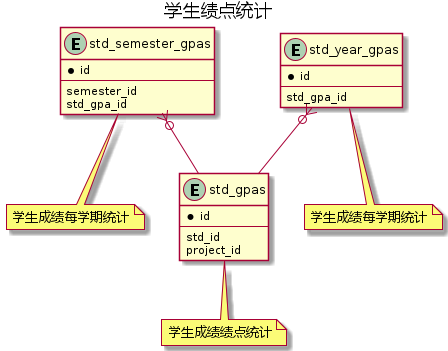 学生绩点统计
E std_semester_gpas
id
semester_id
std_gpa_id
E std_year_gpas
id
std_gpa_id
学生成绩每学期统计
学生成绩每学期统计
E std_gpas
id
std_id
project_id
学生成绩绩点统计